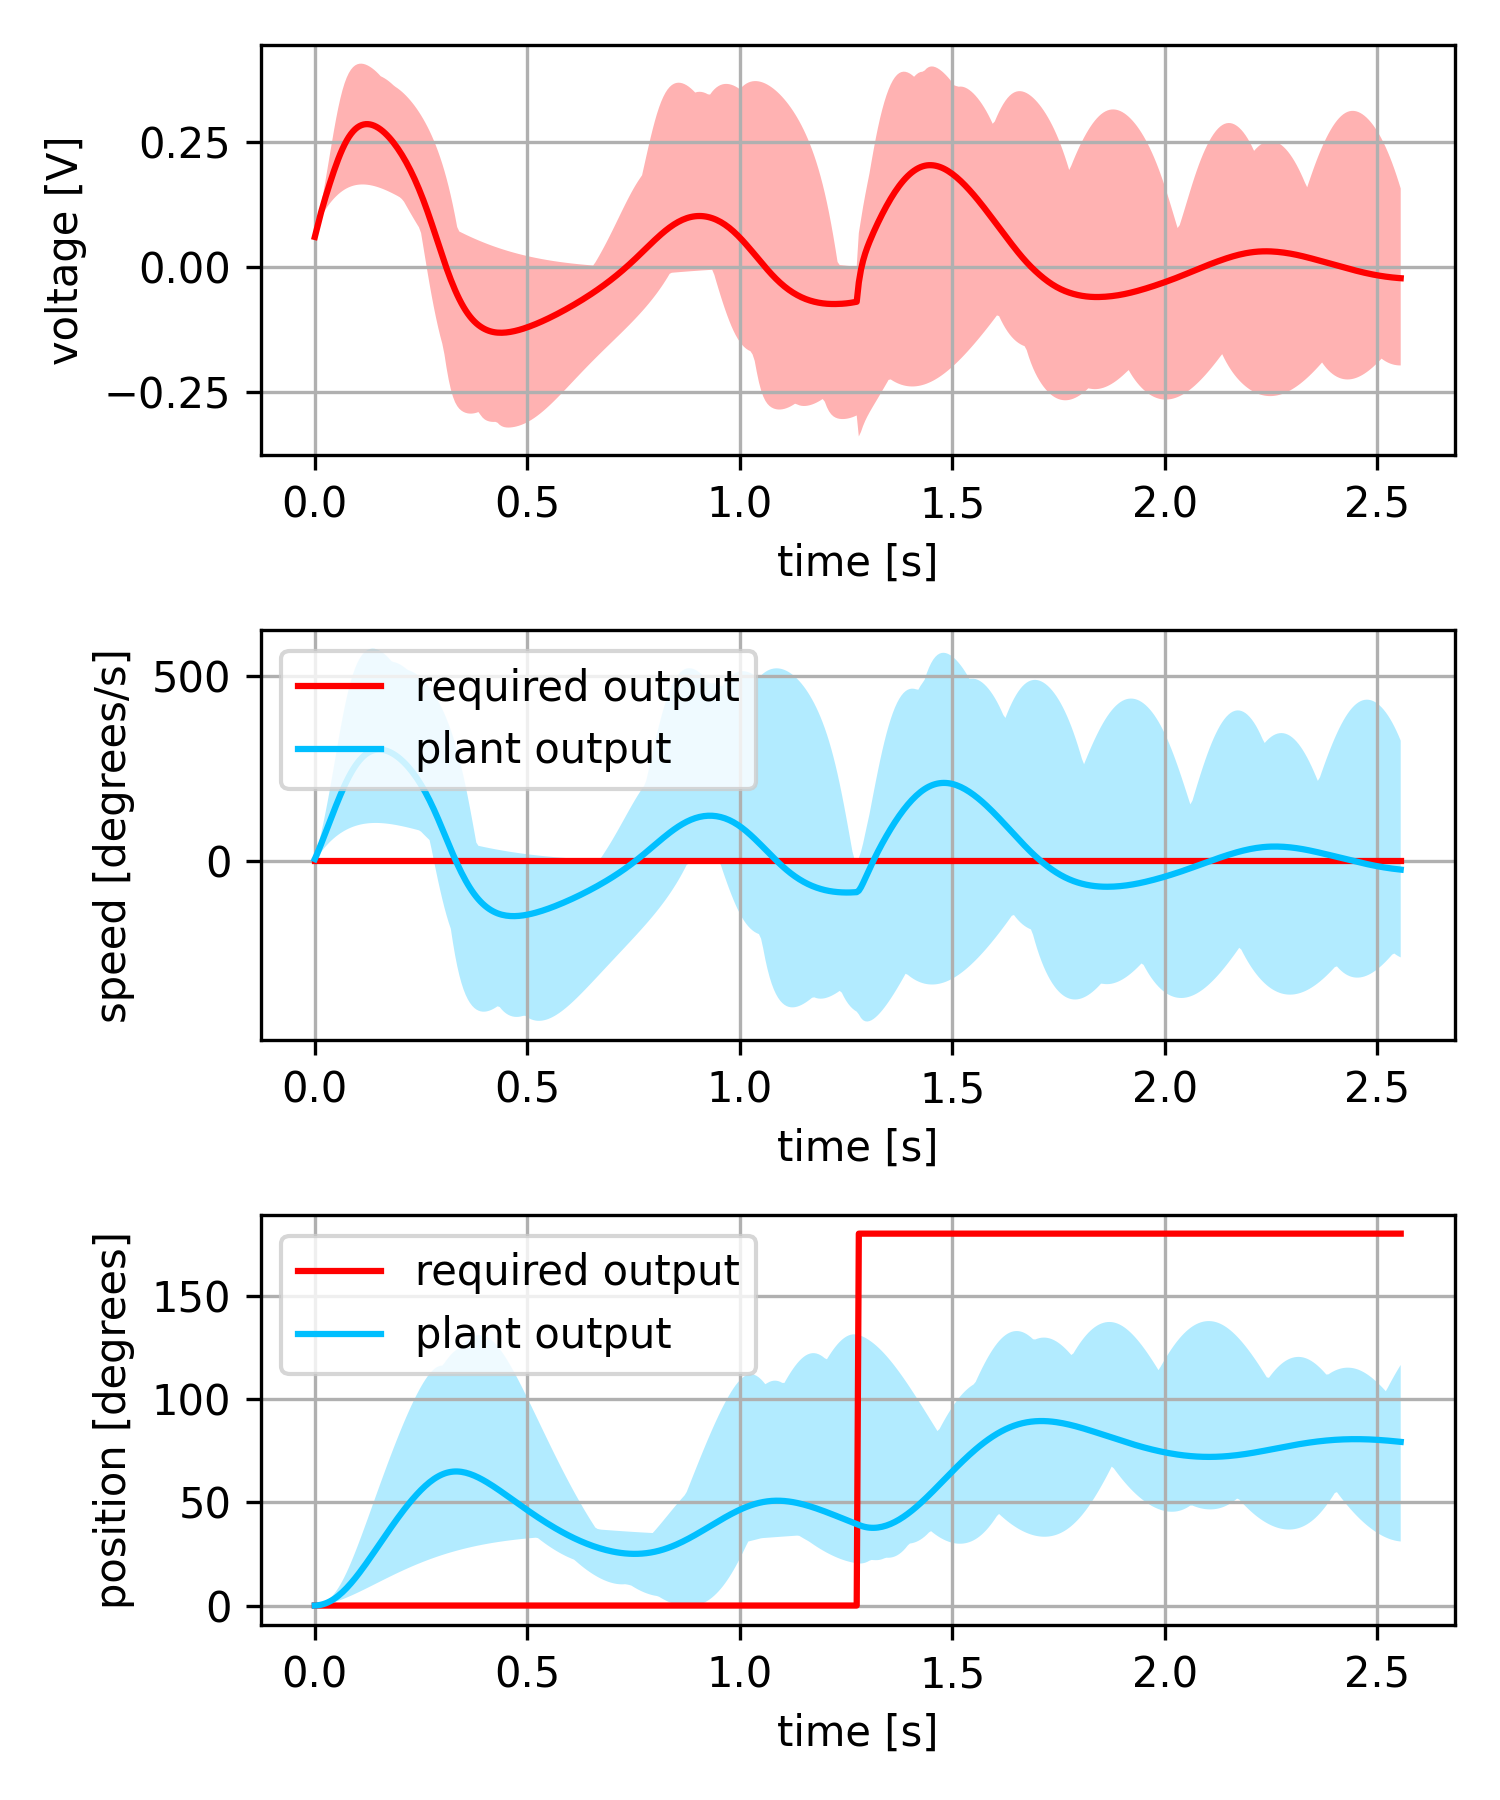 voltage [V]
0.25
0.00
−0.25
0.0 0.5 1.0 1.5 2.0 2.5
time [s]
speed [degrees/s]
500
0
required output
plant output
0.0 0.5 1.0 1.5 2.0 2.5
time [s]
position [degrees]
150
100
50
0
required output
plant output
0.0 0.5 1.0 1.5 2.0 2.5
time [s]